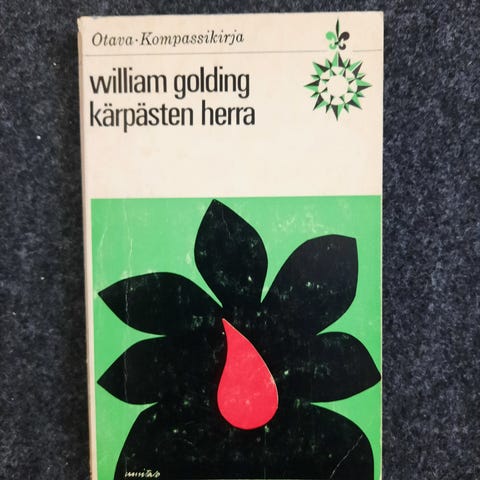 Otava·Kompassikirja
william golding
kärpästen herra